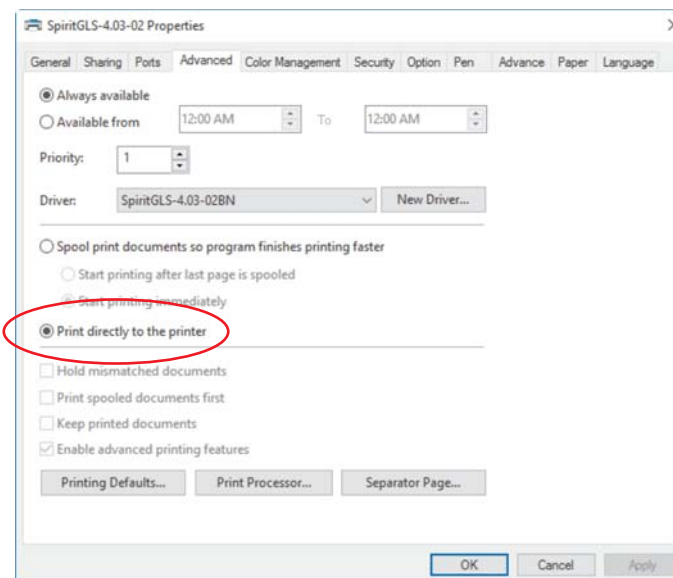 SpiritGLS-4.03-02 Properties
General Sharing Ports Advanced Color Management Security Option Pen Advance Paper Language
Always available
Available from 12:00 AM To 12:00 AM
Priority: 1
Driver: SpiritGLS-4.03-02BN New Driver...
Spool print documents so program finishes printing faster
Start printing after last page is spooled
Start printing immediately
Print directly to the printer
Hold mismatched documents
Print spooled documents first
Keep printed documents
Enable advanced printing features
Printing Defaults... Print Processor... Separator Page...
OK Cancel Apply